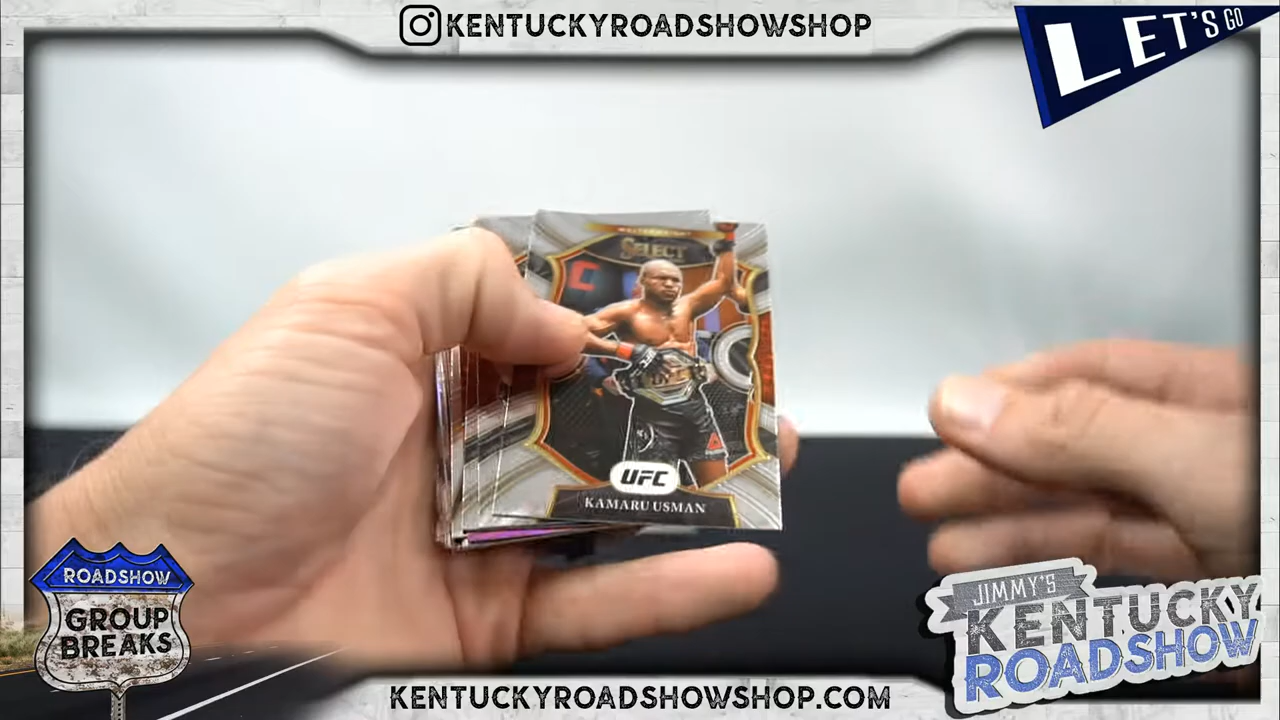 KENTUCKYROADSHOWSHOP
LET'S GO
SELECT
UFC
KAMARU USMAN
ROADSHOW
GROUP
BREAKS
JIMMY'S
KENTUCKY
ROADSHOW
KENTUCKYROADSHOWSHOP.COM